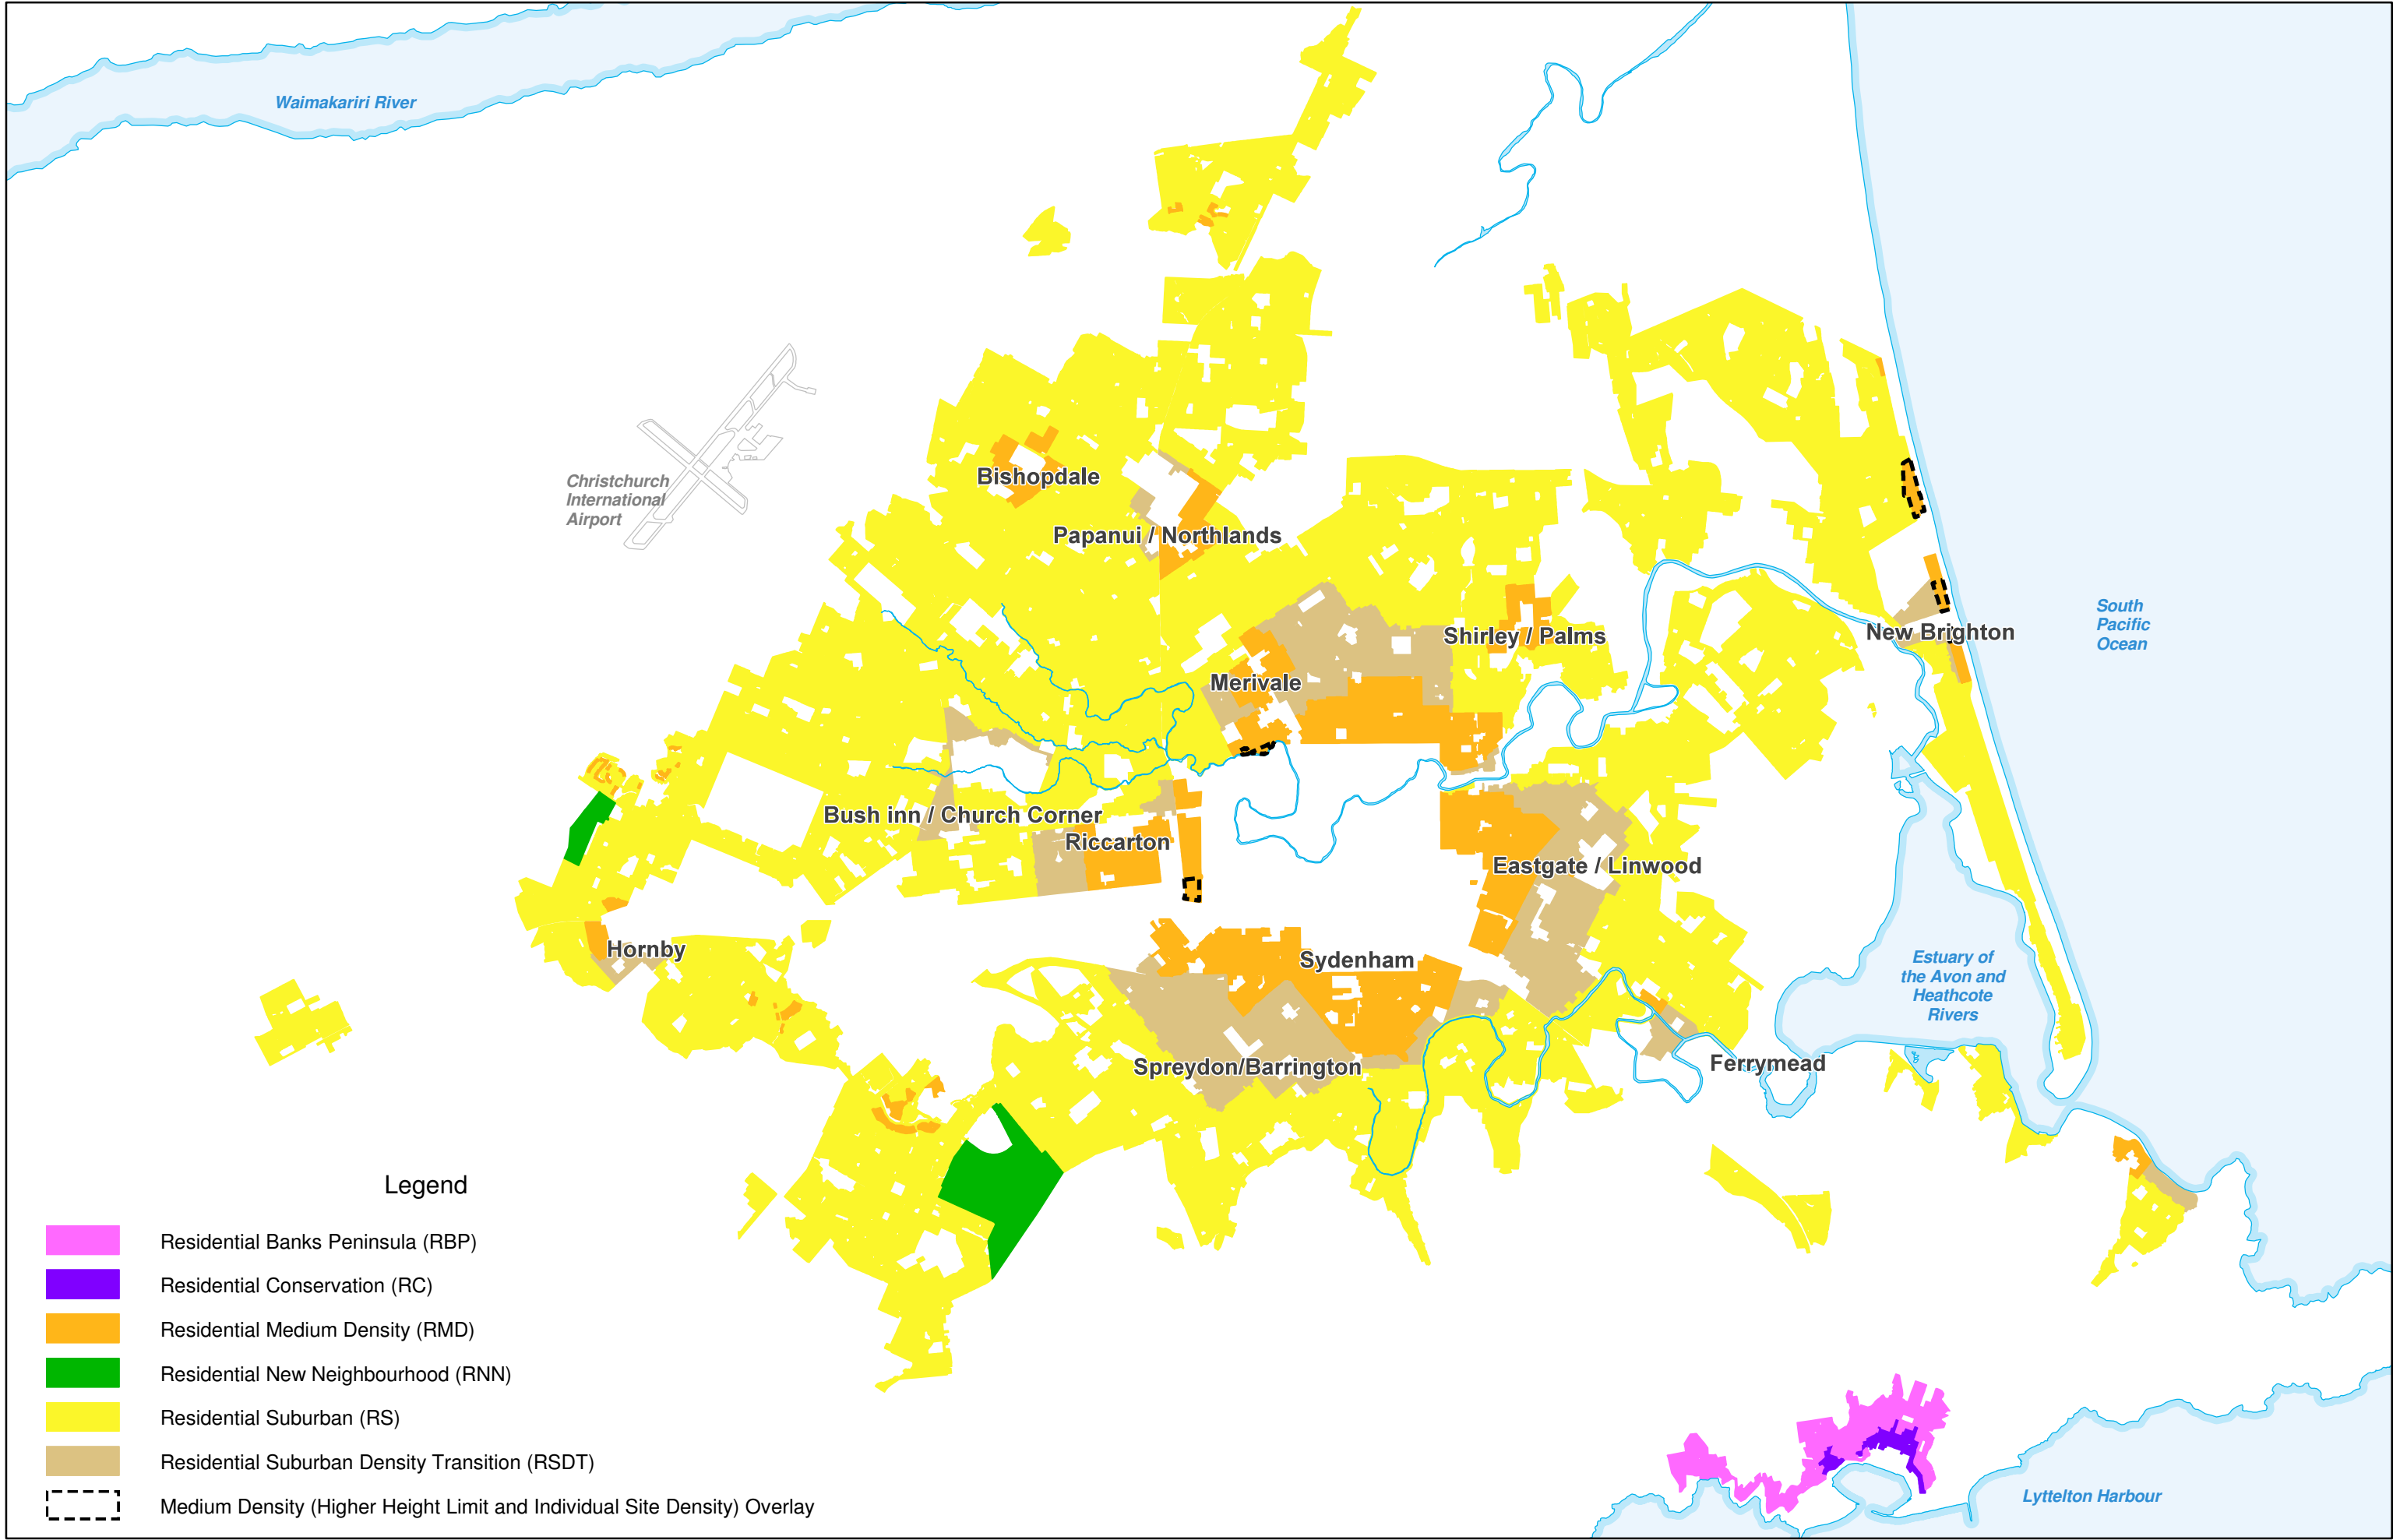 Waimakariri River
Christchurch
International
Airport
Bishopdale
Papanui / Northlands
Shirley / Palms
South
Pacific
Ocean
New Brighton
Merivale
Bush inn / Church Corner
Riccarton
Eastgate / Linwood
Hornby
Sydenham
Estuary of
the Avon and
Heathcote
Rivers
Spreydon/Barrington
Ferrymead
Legend
Residential Banks Peninsula (RBP)
Residential Conservation (RC)
Residential Medium Density (RMD)
Residential New Neighbourhood (RNN)
Residential Suburban (RS)
Residential Suburban Density Transition (RSDT)
Medium Density (Higher Height Limit and Individual Site Density) Overlay
Lyttelton Harbour